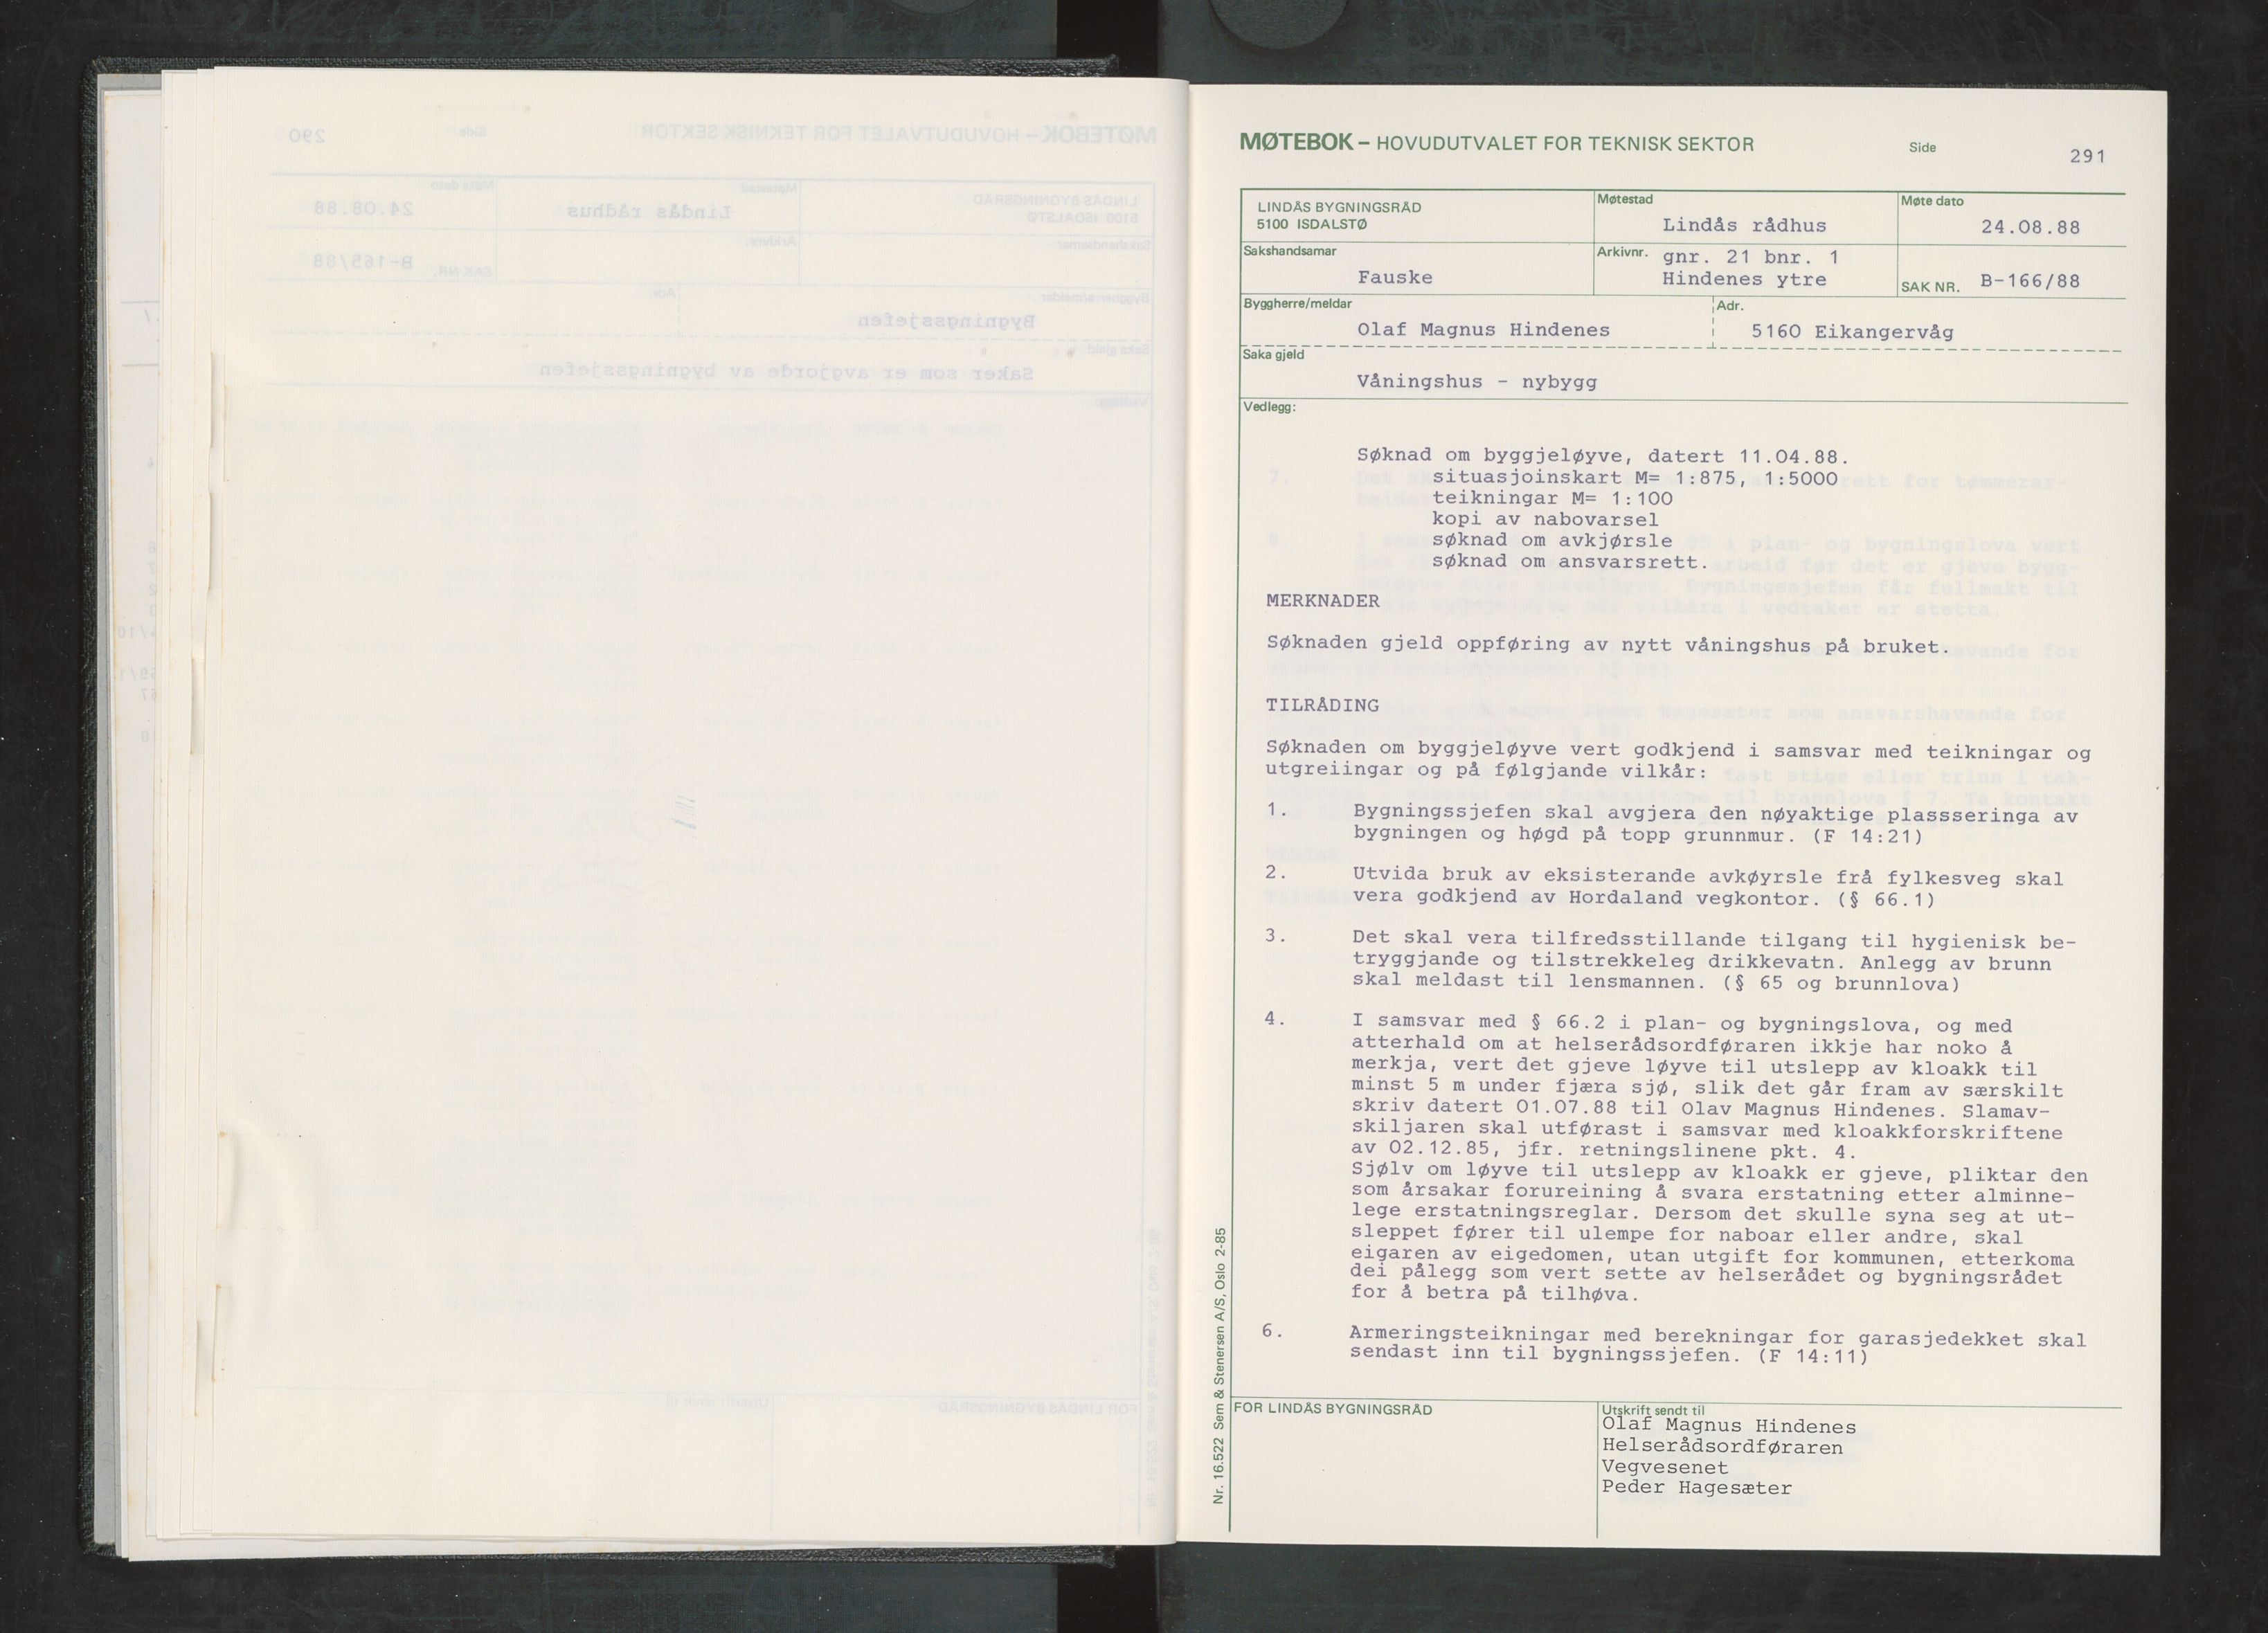 MØTEBOK – HOVUDUTVALET FOR TEKNISK SEKTOR Side 291
LINDÅS BYGNINGSRÅD
5100 ISDALSTØ
Møtestad
Lindås rådhus
Møte dato
24.08.88
Sakshandsamar
Fauske
Arkivnr. gnr. 21 bnr. 1
Hindenes ytre
SAK NR. B-166/88
Byggherre/meldar
Olaf Magnus Hindenes
Adr.
5160 Eikangervåg
Saka gjeld
Våningshus - nybygg
Vedlegg:
Søknad om byggjeløyve, datert 11.04.88.
situasjoinskart M= 1:875, 1:5000
teikningar M= 1:100
kopi av nabovarsel
søknad om avkjørsle
søknad om ansvarsrett.
MERKNADER
Søknaden gjeld oppføring av nytt våningshus på bruket.
TILRÅDING
Søknaden om byggjeløyve vert godkjend i samsvar med teikningar og
utgreiingar og på følgjande vilkår:
1. Bygningssjefen skal avgjera den nøyaktige plassseringa av
bygningen og høgd på topp grunnmur. (F 14:21)
2. Utvida bruk av eksisterande avkøyrsle frå fylkesveg skal
vera godkjend av Hordaland vegkontor. (§ 66.1)
3. Det skal vera tilfredsstillande tilgang til hygienisk be-
tryggjande og tilstrekkeleg drikkevatn. Anlegg av brunn
skal meldast til lensmannen. (§ 65 og brunnlova)
4. I samsvar med § 66.2 i plan- og bygningslova, og med
atterhald om at helserådsordføraren ikkje har noko å
merkja, vert det gjeve løyve til utslepp av kloakk til
minst 5 m under fjæra sjø, slik det går fram av særskilt
skriv datert 01.07.88 til Olav Magnus Hindenes. Slamav-
skiljaren skal utførast i samsvar med kloakkforskriftene
av 02.12.85, jfr. retningslinene pkt. 4.
Sjølv om løyve til utslepp av kloakk er gjeve, pliktar den
som årsakar forureining å svara erstatning etter alminne-
lege erstatningsreglar. Dersom det skulle syna seg at ut-
sleppet fører til ulempe for naboar eller andre, skal
eigaren av eigedomen, utan utgift for kommunen, etterkoma
dei pålegg som vert sette av helserådet og bygningsrådet
for å betra på tilhøva.
6. Armeringsteikningar med berekningar for garasjedekket skal
sendast inn til bygningssjefen. (F 14:11)
FOR LINDÅS BYGNINGSRÅD
Utskrift sendt til
Olaf Magnus Hindenes
Helserådsordføraren
Vegvesenet
Peder Hagesæter
Nr. 16.522 Sem & Stenersen A/S, Oslo 2-85